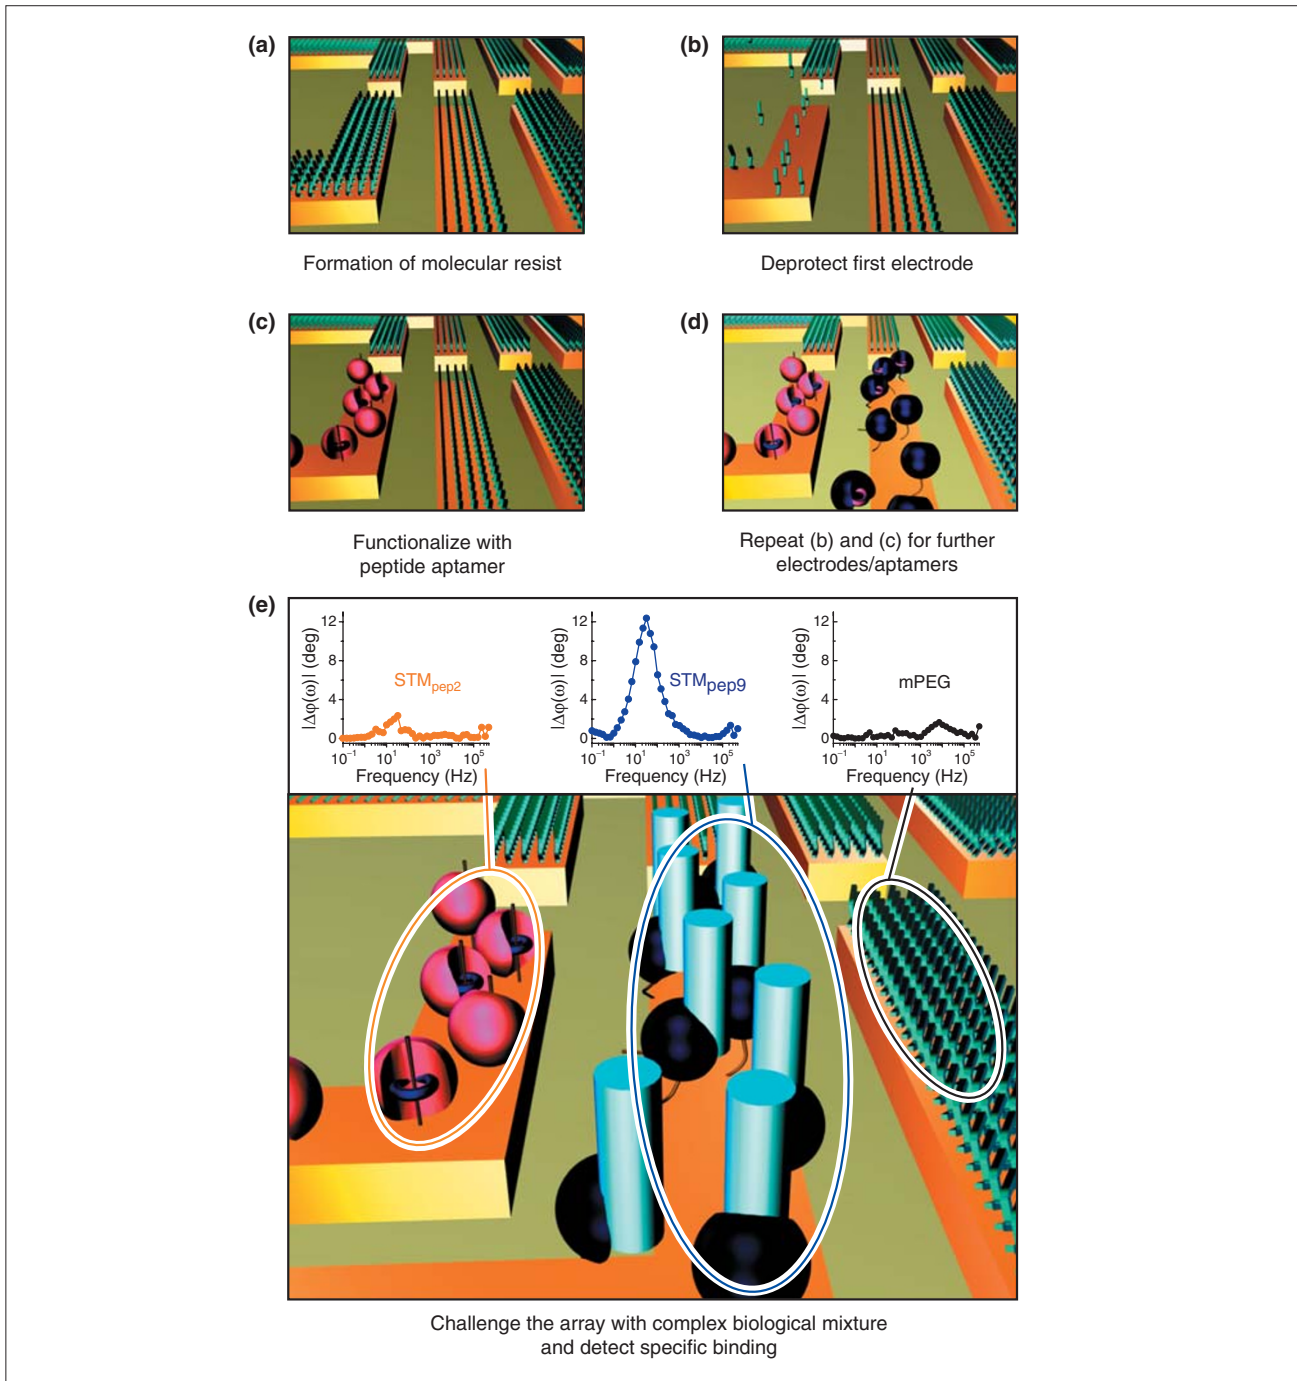 (a)
(b)
Formation of molecular resist
Deprotect first electrode
(c)
(d)
Functionalize with
peptide aptamer
Repeat (b) and (c) for further
electrodes/aptamers
(e)
|Δφ(ω)| (deg)
12
8
4
0
STMpep2
10⁻¹ 10¹ 10³ 10⁵
Frequency (Hz)
|Δφ(ω)| (deg)
12
8
4
0
STMpep9
10⁻¹ 10¹ 10³ 10⁵
Frequency (Hz)
|Δφ(ω)| (deg)
12
8
4
0
mPEG
10⁻¹ 10¹ 10³ 10⁵
Frequency (Hz)
Challenge the array with complex biological mixture
and detect specific binding